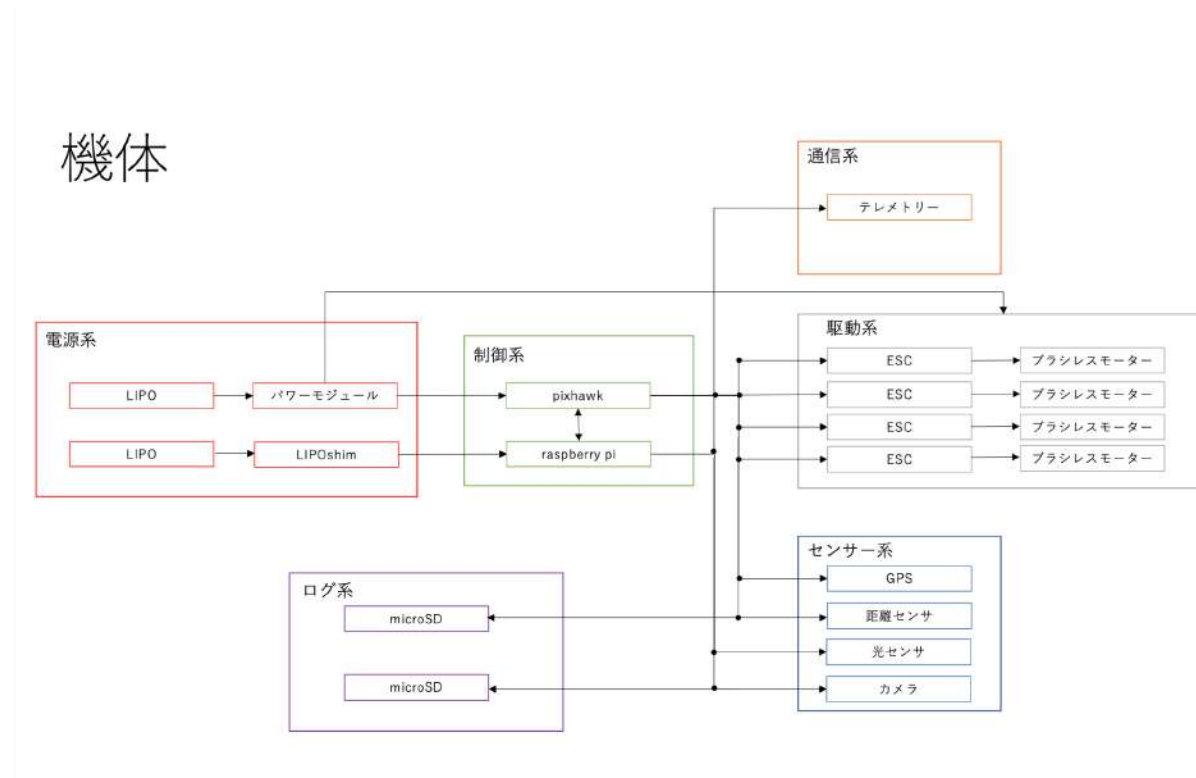 機体
通信系
テレメトリー
電源系
LIPO
パワーモジュール
LIPO
LIPOshim
制御系
pixhawk
raspberry pi
駆動系
ESC
ブラシレスモーター
ESC
ブラシレスモーター
ESC
ブラシレスモーター
ESC
ブラシレスモーター
ログ系
microSD
microSD
センサー系
GPS
距離センサ
光センサ
カメラ